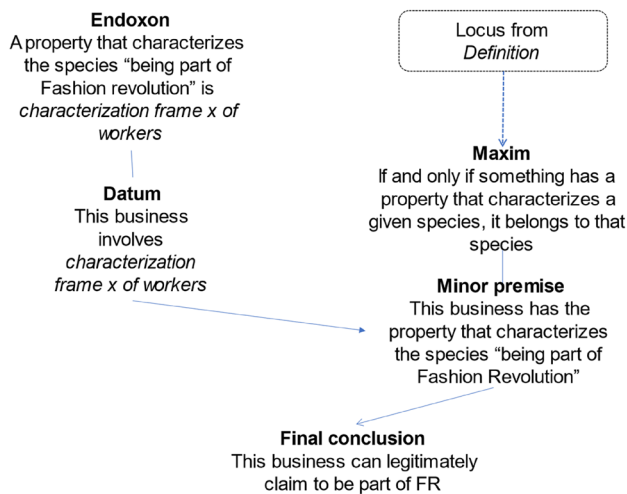 Endoxon
A property that characterizes
the species “being part of
Fashion revolution” is
characterization frame x of
workers
Datum
This business
involves
characterization
frame x of workers
Locus from
Definition
Maxim
If and only if something has a
property that characterizes a
given species, it belongs to that
species
Minor premise
This business has the
property that characterizes
the species “being part of
Fashion Revolution”
Final conclusion
This business can legitimately
claim to be part of FR